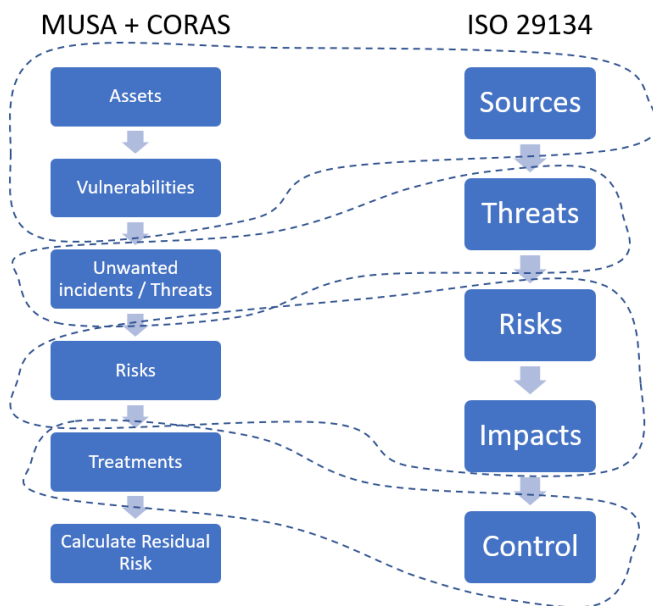 MUSA + CORAS
Assets
Vulnerabilities
Unwanted
incidents / Threats
Risks
Treatments
Calculate Residual
Risk
ISO 29134
Sources
Threats
Risks
Impacts
Control